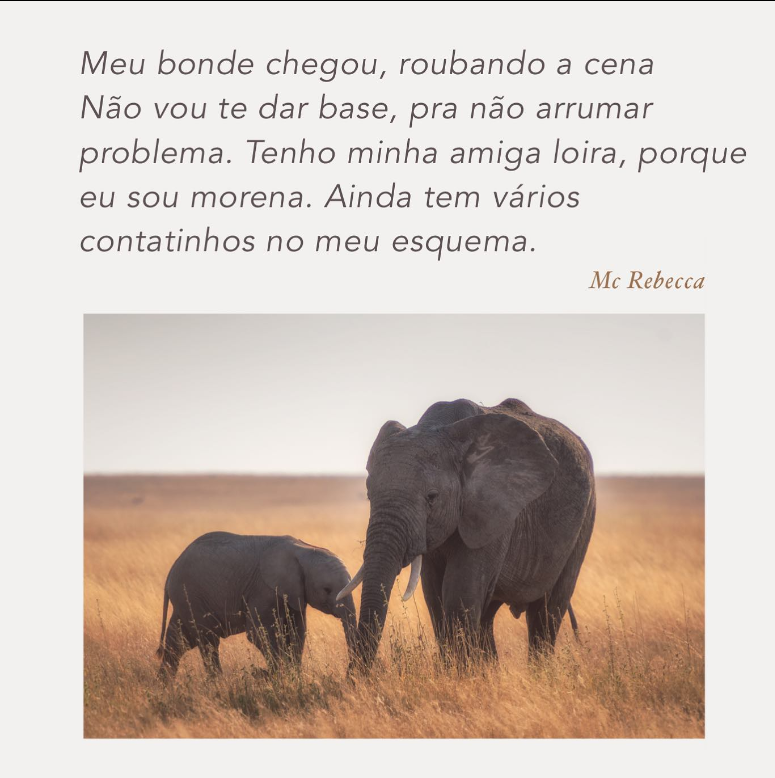 Meu bonde chegou, roubando a cena
Não vou te dar base, pra não arrumar
problema. Tenho minha amiga loira, porque
eu sou morena. Ainda tem vários
contatinhos no meu esquema.
Mc Rebecca